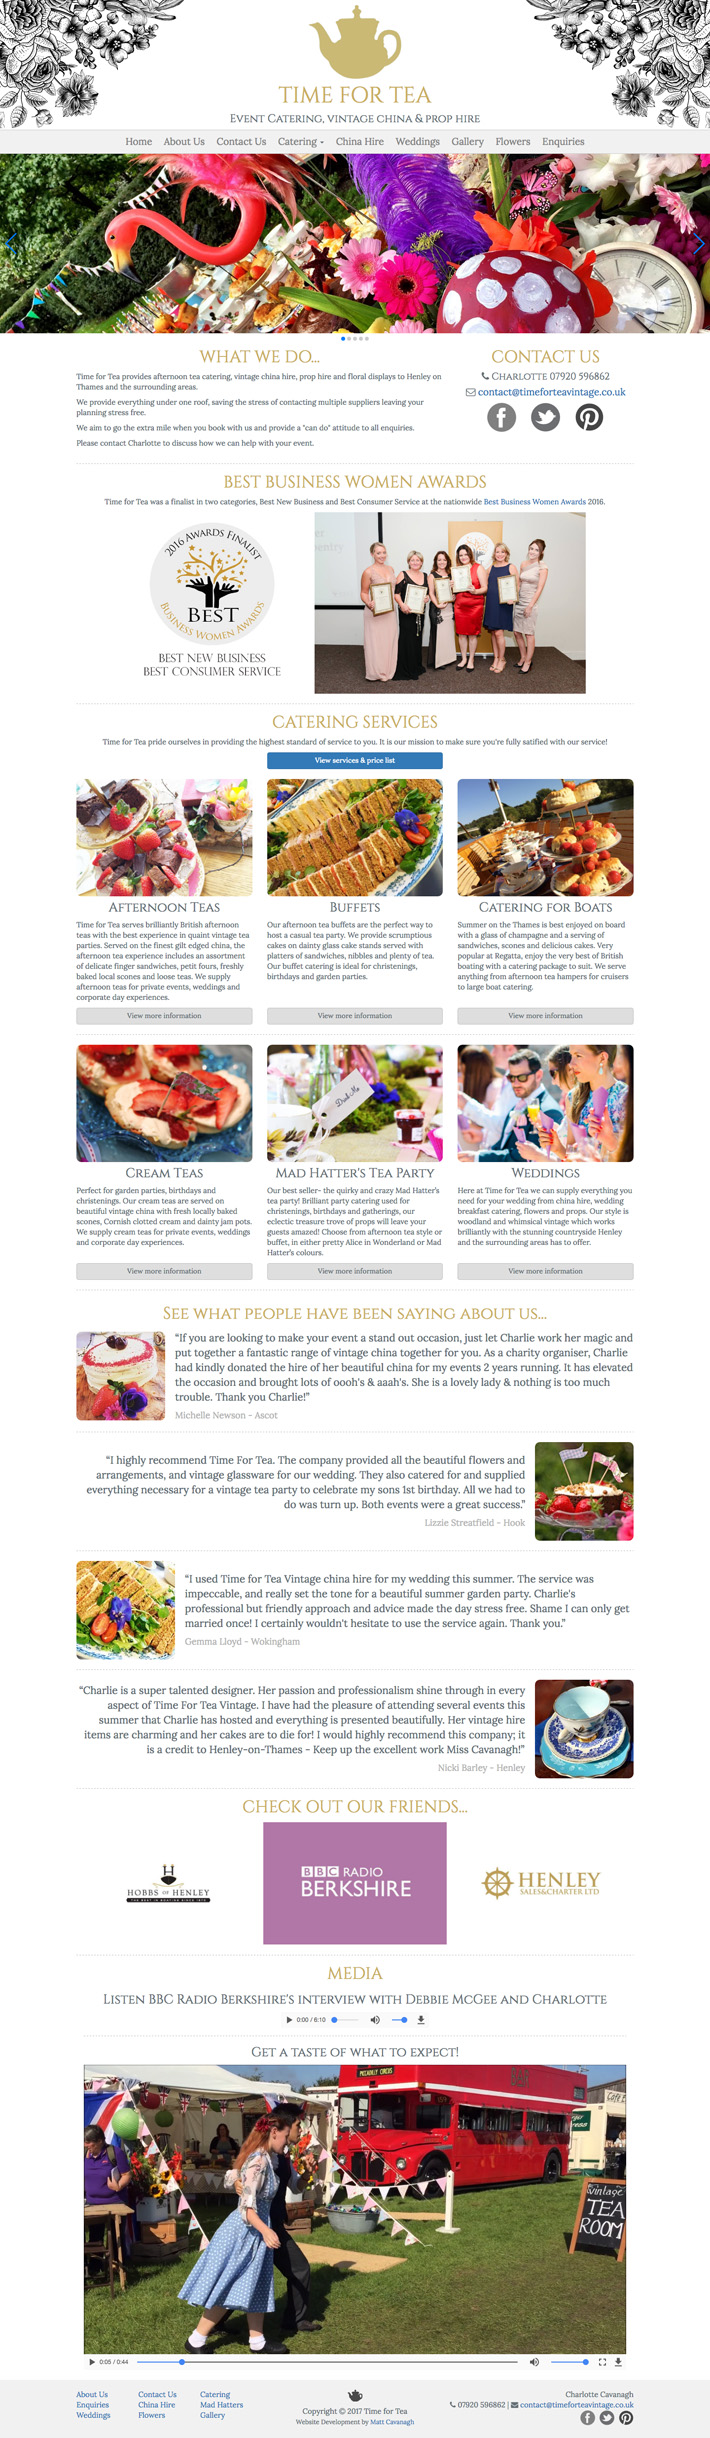 TIME FOR TEA
EVENT CATERING, VINTAGE CHINA & PROP HIRE
Home About Us Contact Us Catering China Hire Weddings Gallery Flowers Enquiries
WHAT WE DO...
Time for Tea provides afternoon tea catering, vintage china hire, prop hire and floral displays to Henley on
Thames and the surrounding areas.
We provide everything under one roof, saving the stress of contacting multiple suppliers leaving your
planning stress free.
We aim to go the extra mile when you book with us and provide a "can do" attitude to all enquiries.
Please contact Charlotte to discuss how we can help with your event.
CONTACT US
CHARLOTTE 07920 596862
contact@timeforteavintage.co.uk
BEST BUSINESS WOMEN AWARDS
Time for Tea was a finalist in two categories, Best New Business and Best Consumer Service at the nationwide Best Business Women Awards 2016.
2016 AWARDS FINALIST
BEST
BUSINESS WOMEN AWARDS
BEST NEW BUSINESS
BEST CONSUMER SERVICE
CATERING SERVICES
Time for Tea pride ourselves in providing the highest standard of service to you. It is our mission to make sure you're fully satified with our service!
View services & price list
AFTERNOON TEAS
Time for Tea serves brilliantly British afternoon
teas with the best experience in quaint vintage tea
parties. Served on the finest gilt edged china, the
afternoon tea experience includes an assortment
of delicate finger sandwiches, petit fours, freshly
baked local scones and loose teas. We supply
afternoon teas for private events, weddings and
corporate day experiences.
View more information
BUFFETS
Our afternoon tea buffets are the perfect way to
host a casual tea party. We provide scrumptious
cakes on dainty glass cake stands served with
platters of sandwiches, nibbles and plenty of tea.
Our buffet catering is ideal for christenings,
birthdays and garden parties.
View more information
CATERING FOR BOATS
Summer on the Thames is best enjoyed on board
with a glass of champagne and a serving of
sandwiches, scones and delicious cakes. Very
popular at Regatta, enjoy the very best of British
boating with a catering package to suit. We serve
anything from afternoon tea hampers for cruisers
to large boat catering.
View more information
Drink Me
CREAM TEAS
Perfect for garden parties, birthdays and
christenings. Our cream teas are served on
beautiful vintage china with fresh locally baked
scones, Cornish clotted cream and dainty jam pots.
We supply cream teas for private events, weddings
and corporate day experiences.
View more information
MAD HATTER'S TEA PARTY
Our best seller- the quirky and crazy Mad Hatter's
tea party! Brilliant party catering used for
christenings, birthdays and gatherings, our
eclectic treasure trove of props will leave your
guests amazed! Choose from afternoon tea style or
buffet, in either pretty Alice in Wonderland or Mad
Hatter's colours.
View more information
WEDDINGS
Here at Time for Tea we can supply everything you
need for your wedding from china hire, wedding
breakfast catering, flowers and props. Our style is
woodland and whimsical vintage which works
brilliantly with the stunning countryside Henley
and the surrounding areas has to offer.
View more information
SEE WHAT PEOPLE HAVE BEEN SAYING ABOUT US...
“If you are looking to make your event a stand out occasion, just let Charlie work her magic and
put together a fantastic range of vintage china together for you. As a charity organiser, Charlie
had kindly donated the hire of her beautiful china for my events 2 years running. It has elevated
the occasion and brought lots of oooh's & aaah's. She is a lovely lady & nothing is too much
trouble. Thank you Charlie!”
Michelle Newson - Ascot
“I highly recommend Time For Tea. The company provided all the beautiful flowers and
arrangements, and vintage glassware for our wedding. They also catered for and supplied
everything necessary for a vintage tea party to celebrate my sons 1st birthday. All we had to
do was turn up. Both events were a great success.”
Lizzie Streatfield - Hook
“I used Time for Tea Vintage china hire for my wedding this summer. The service was
impeccable, and really set the tone for a beautiful summer garden party. Charlie's
professional but friendly approach and advice made the day stress free. Shame I can only get
married once! I certainly wouldn't hesitate to use the service again. Thank you.”
Gemma Lloyd - Wokingham
“Charlie is a super talented designer. Her passion and professionalism shine through in every
aspect of Time For Tea Vintage. I have had the pleasure of attending several events this
summer that Charlie has hosted and everything is presented beautifully. Her vintage hire
items are charming and her cakes are to die for! I would highly recommend this company; it
is a credit to Henley-on-Thames - Keep up the excellent work Miss Cavanagh!”
Nicki Barley - Henley
CHECK OUT OUR FRIENDS...
HOBBS OF HENLEY
BBC RADIO
BERKSHIRE
HENLEY
SALES&CHARTER LTD
MEDIA
LISTEN BBC RADIO BERKSHIRE'S INTERVIEW WITH DEBBIE MCGEE AND CHARLOTTE
0:00 / 6:10
GET A TASTE OF WHAT TO EXPECT!
PICCADILLY CIRCUS
Vintage
TEA
ROOM
0:05 / 0:44
About Us Contact Us Catering
Enquiries China Hire Mad Hatters
Weddings Flowers Gallery
Copyright © 2017 Time for Tea
Website Development by Matt Cavanagh
Charlotte Cavanagh
07920 596862 | contact@timeforteavintage.co.uk